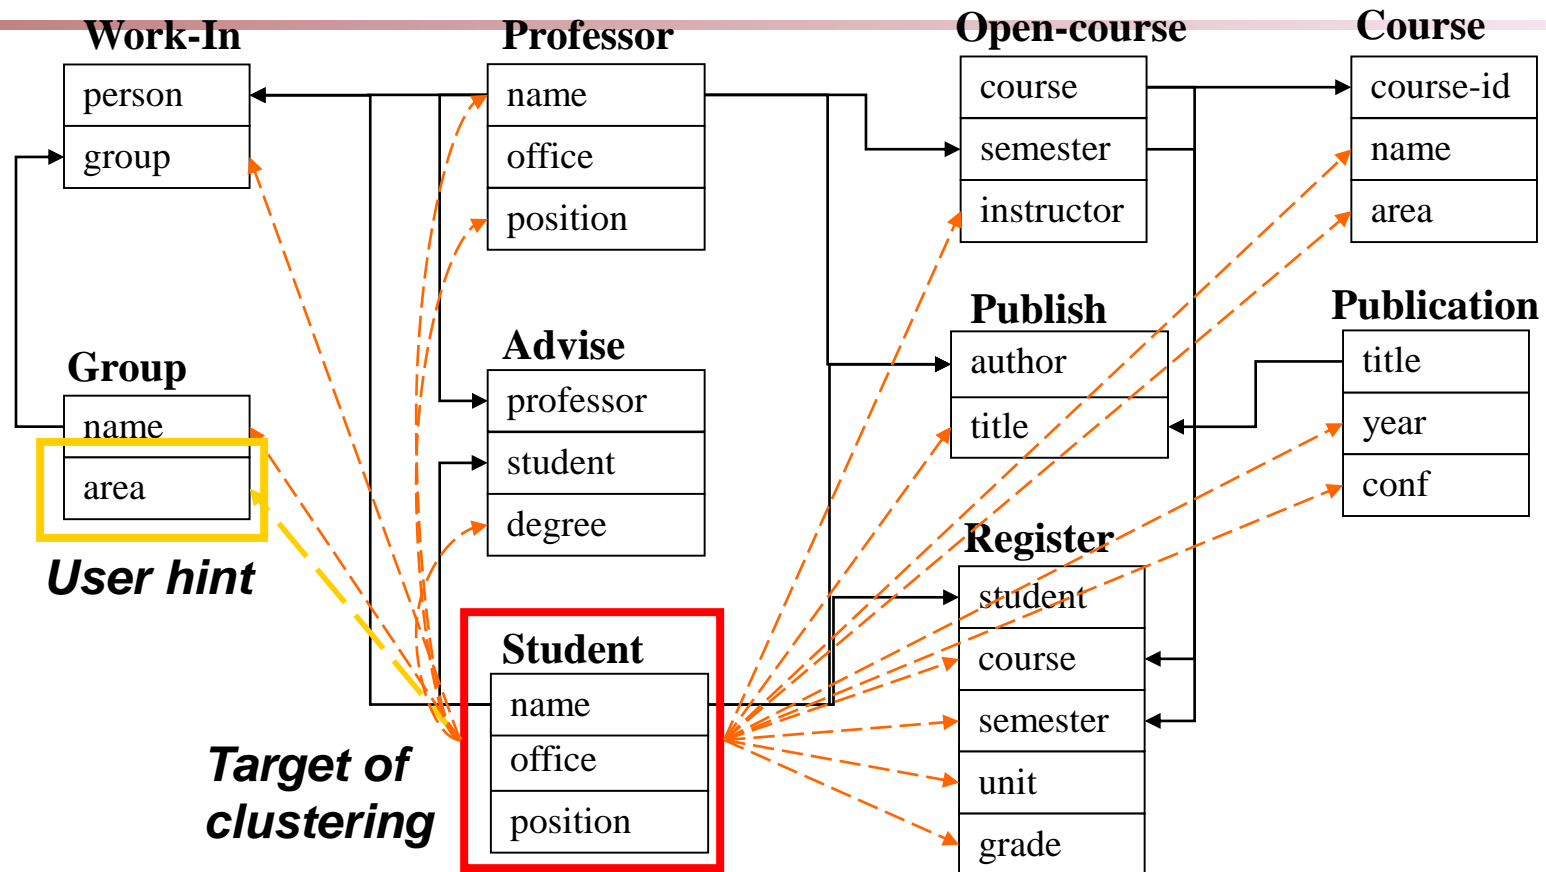 Work-In
person
group
Professor
name
office
position
Open-course
course
semester
instructor
Course
course-id
name
area
Group
name
area
User hint
Advise
professor
student
degree
Publish
author
title
Publication
title
year
conf
Target of
clustering
Student
name
office
position
Register
student
course
semester
unit
grade